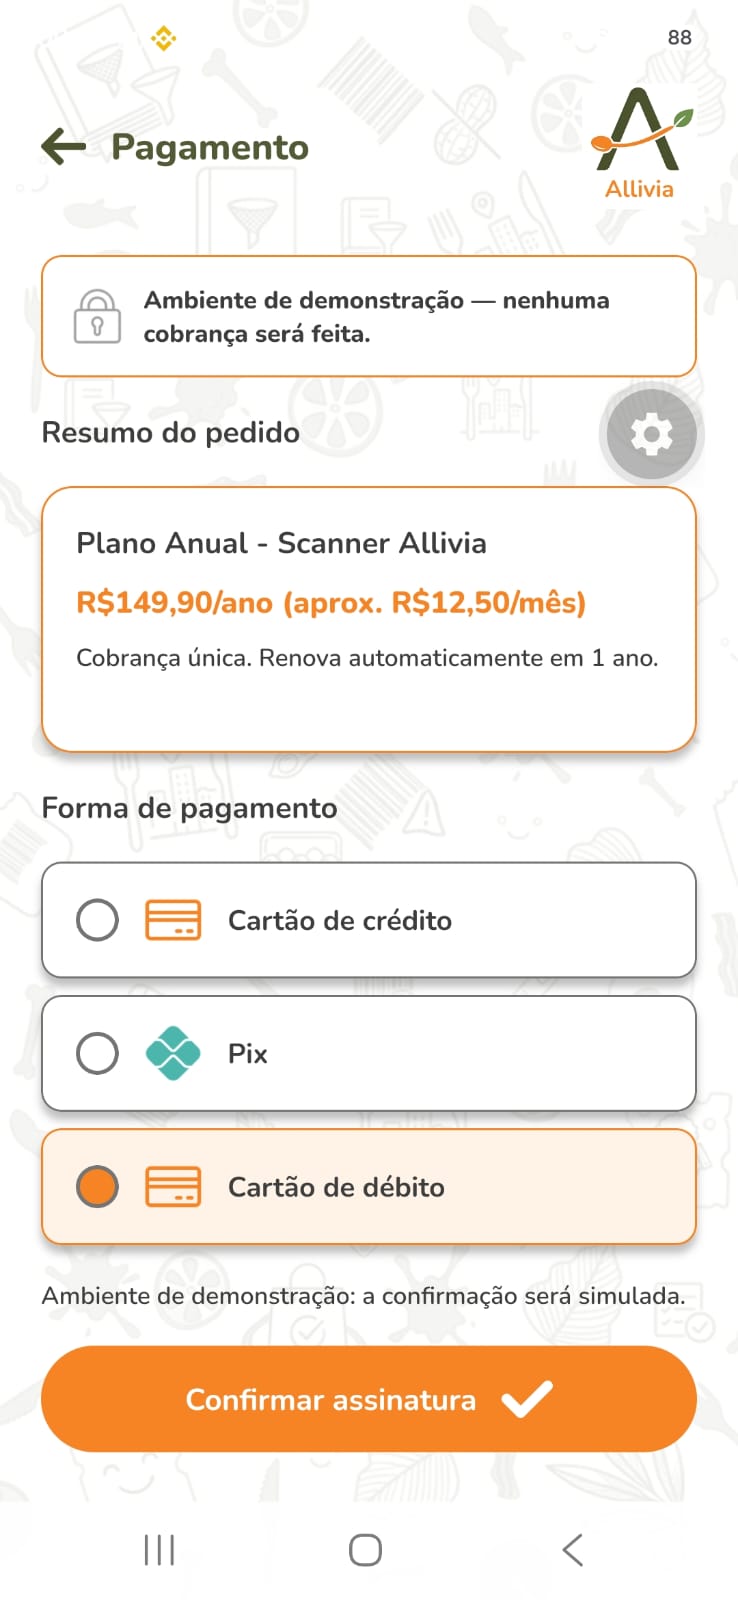 88
Pagamento
Allivia
Ambiente de demonstração — nenhuma
cobrança será feita.
Resumo do pedido
Plano Anual - Scanner Allivia
R$149,90/ano (aprox. R$12,50/mês)
Cobrança única. Renova automaticamente em 1 ano.
Forma de pagamento
Cartão de crédito
Pix
Cartão de débito
Ambiente de demonstração: a confirmação será simulada.
Confirmar assinatura